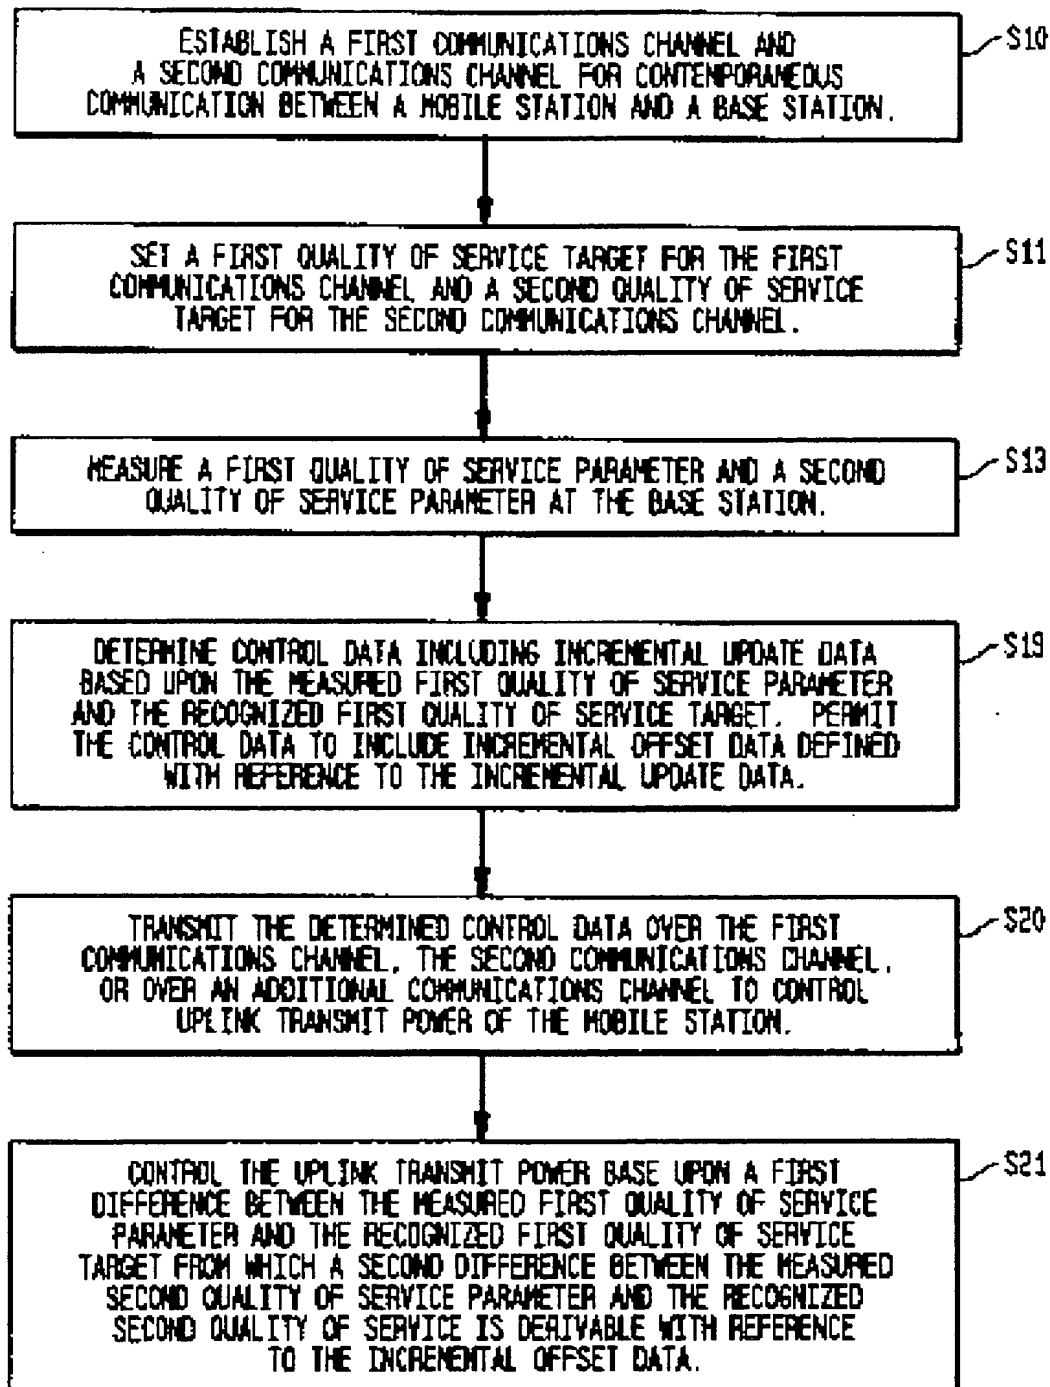 ESTABLISH A FIRST COMMUNICATIONS CHANNEL AND
A SECOND COMMUNICATIONS CHANNEL FOR CONTEMPORANEOUS
COMMUNICATION BETWEEN A MOBILE STATION AND A BASE STATION.
S10
SET A FIRST QUALITY OF SERVICE TARGET FOR THE FIRST
COMMUNICATIONS CHANNEL AND A SECOND QUALITY OF SERVICE
TARGET FOR THE SECOND COMMUNICATIONS CHANNEL.
S11
MEASURE A FIRST QUALITY OF SERVICE PARAMETER AND A SECOND
QUALITY OF SERVICE PARAMETER AT THE BASE STATION.
S13
DETERMINE CONTROL DATA INCLUDING INCREMENTAL UPDATE DATA
BASED UPON THE MEASURED FIRST QUALITY OF SERVICE PARAMETER
AND THE RECOGNIZED FIRST QUALITY OF SERVICE TARGET. PERMIT
THE CONTROL DATA TO INCLUDE INCREMENTAL OFFSET DATA DEFINED
WITH REFERENCE TO THE INCREMENTAL UPDATE DATA.
S19
TRANSMIT THE DETERMINED CONTROL DATA OVER THE FIRST
COMMUNICATIONS CHANNEL, THE SECOND COMMUNICATIONS CHANNEL,
OR OVER AN ADDITIONAL COMMUNICATIONS CHANNEL TO CONTROL
UPLINK TRANSMIT POWER OF THE MOBILE STATION.
S20
CONTROL THE UPLINK TRANSMIT POWER BASE UPON A FIRST
DIFFERENCE BETWEEN THE MEASURED FIRST QUALITY OF SERVICE
PARAMETER AND THE RECOGNIZED FIRST QUALITY OF SERVICE
TARGET FROM WHICH A SECOND DIFFERENCE BETWEEN THE MEASURED
SECOND QUALITY OF SERVICE PARAMETER AND THE RECOGNIZED
SECOND QUALITY OF SERVICE IS DERIVABLE WITH REFERENCE
TO THE INCREMENTAL OFFSET DATA.
S21